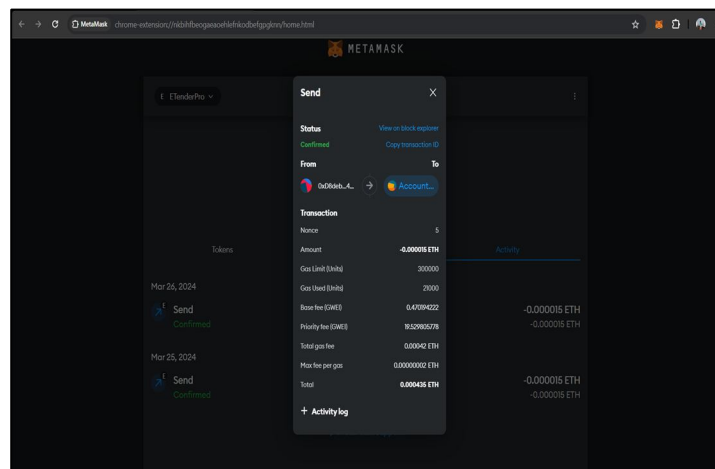 MetaMask chrome-extension://nkbihfbeogaeaoehlefnkodbefgpgknn/home.html
METAMASK
E ETenderPro
Send X
Status View on block explorer
Confirmed Copy transaction ID
From To
0xD8deb...4... Account...
Transaction
Nonce 5
Amount -0.000015 ETH
Gas Limit (Units) 300000
Gas Used (Units) 21000
Base fee (GWEI) 0.470194222
Priority fee (GWEI) 19.529805778
Total gas fee 0.00042 ETH
Max fee per gas 0.00000002 ETH
Total 0.000435 ETH
+ Activity log
Tokens Activity
Mar 26, 2024
E Send -0.000015 ETH
Confirmed -0.000015 ETH
Mar 25, 2024
E Send -0.000015 ETH
Confirmed -0.000015 ETH